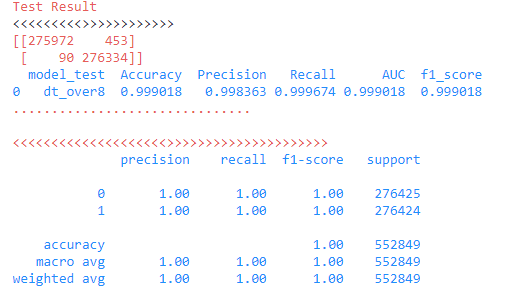 Test Result
<<<<<<<<<>>>>>>>>>>>>
[[275972    453]
 [    90 276334]]
  model_test  Accuracy  Precision    Recall       AUC  f1_score
0   dt_over8  0.999018   0.998363  0.999674  0.999018  0.999018
...............................
<<<<<<<<<<<<<<<<<<<<>>>>>>>>>>>>>>>>>>>>>
              precision    recall  f1-score   support
           0       1.00      1.00      1.00    276425
           1       1.00      1.00      1.00    276424
    accuracy                           1.00    552849
   macro avg       1.00      1.00      1.00    552849
weighted avg       1.00      1.00      1.00    552849